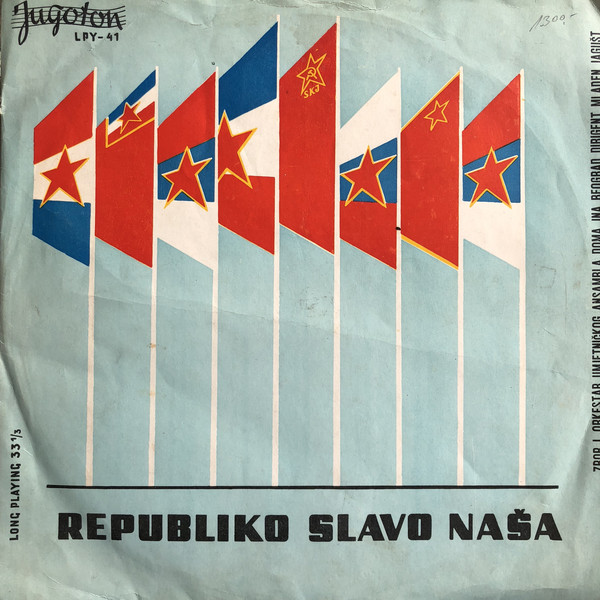 Jugoton
LPY-41
1300,-
SKJ
ZBOR I ORKESTAR UMJETNIČKOG ANSAMBLA DOMA JNA BEOGRAD DIRIGENT MLADEN JAGUŠT
LONG PLAYING 33 1/3
REPUBLIKO SLAVO NAŠA